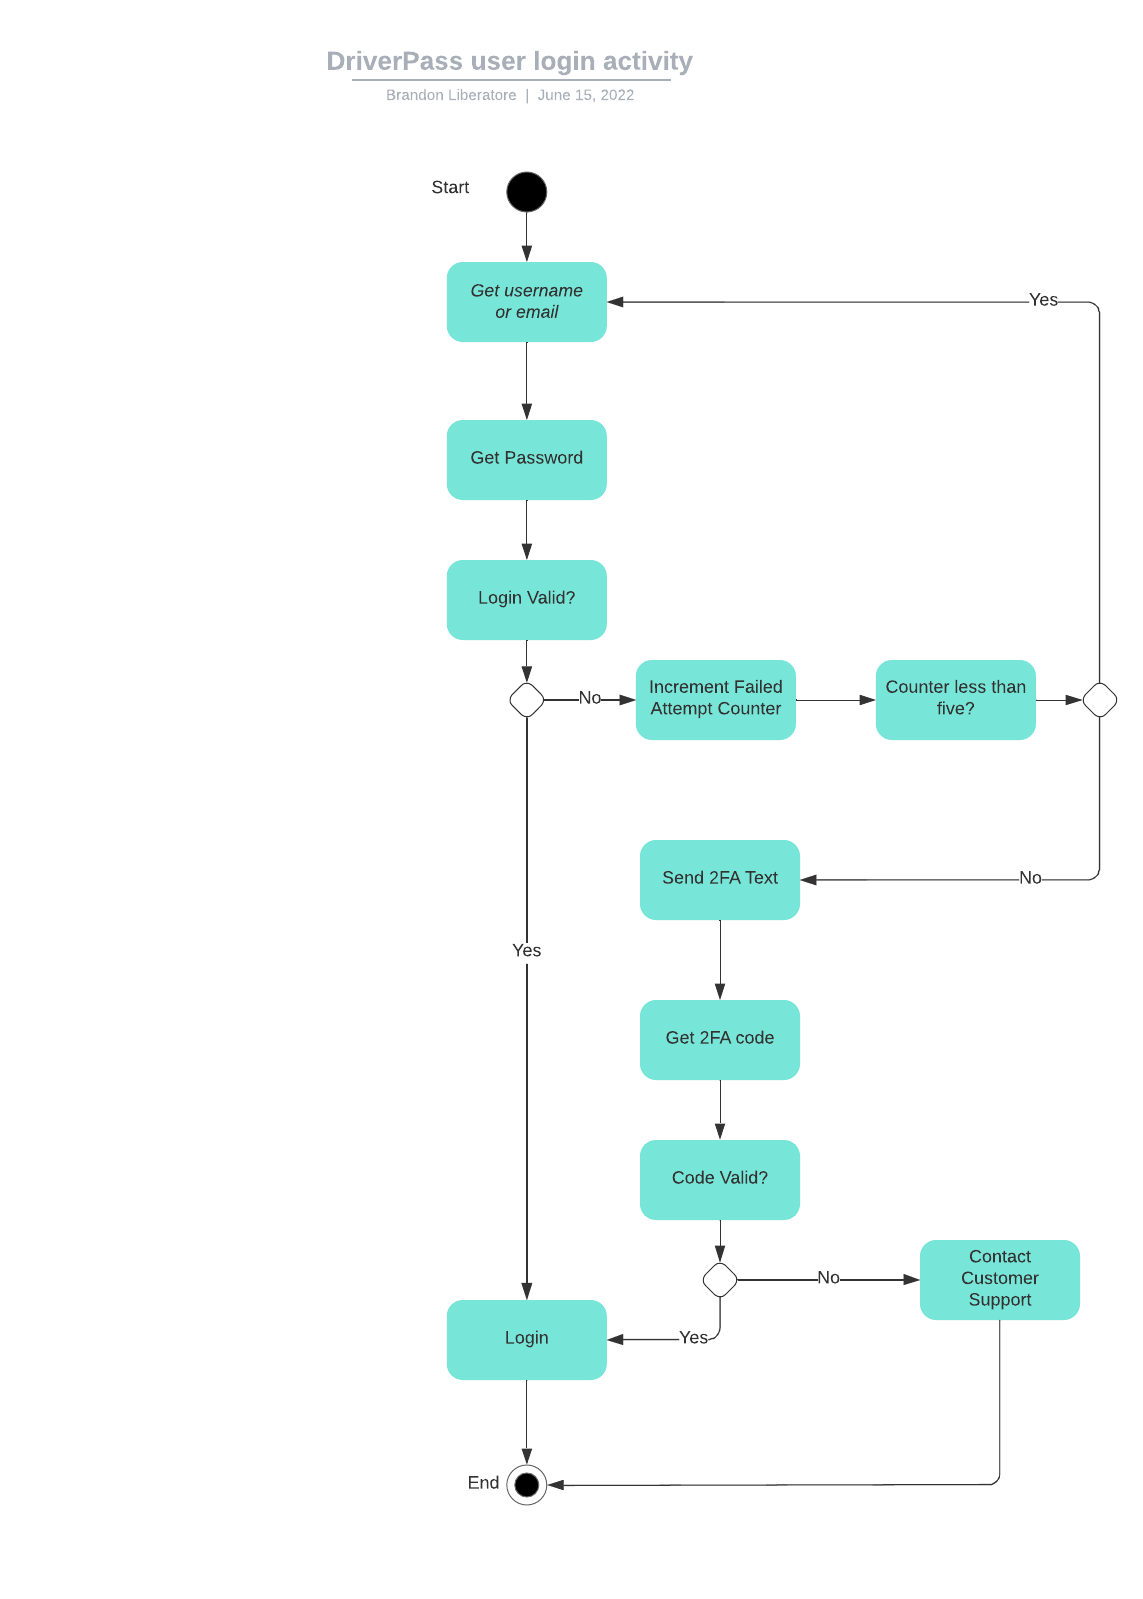 DriverPass user login activity
Brandon Liberatore | June 15, 2022
Start
Get username
or email
Yes
Get Password
Login Valid?
No
Increment Failed
Attempt Counter
Counter less than
five?
Send 2FA Text
No
Yes
Get 2FA code
Code Valid?
No
Contact
Customer
Support
Login
Yes
End